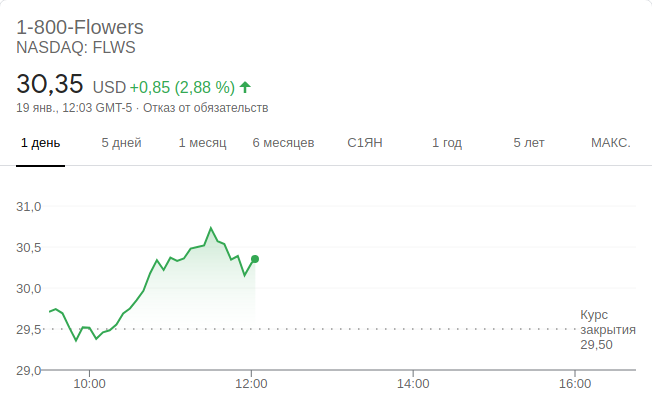 1-800-Flowers
NASDAQ: FLWS
30,35 USD +0,85 (2,88 %)
19 янв., 12:03 GMT-5 · Отказ от обязательств
1 день 5 дней 1 месяц 6 месяцев С1ЯН 1 год 5 лет МАКС.
31,0
30,5
30,0
29,5
29,0
Курс
закрытия
29,50
10:00 12:00 14:00 16:00